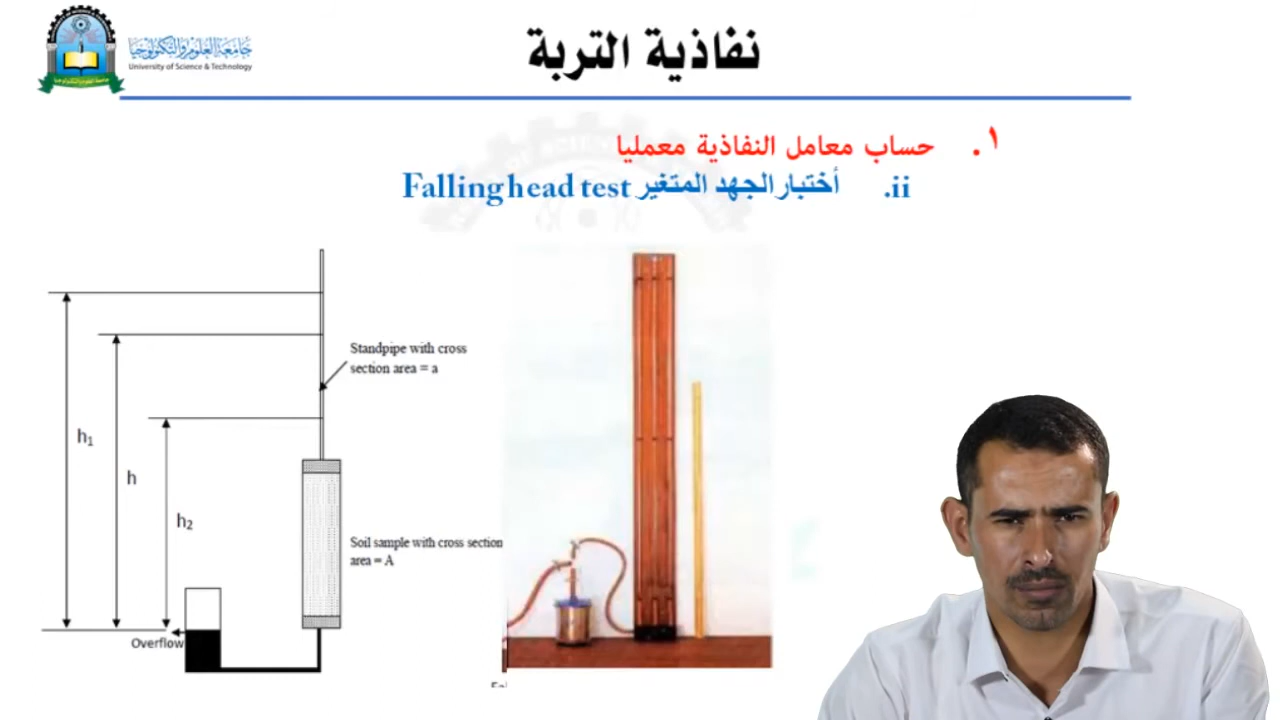 جامعة العلوم والتكنولوجيا
University of Science & Technology
نفاذية التربة
١. حساب معامل النفاذية معمليا
ii. أختبار الجهد المتغير Falling head test
Standpipe with cross
section area = a
h₁
h
h₂
Soil sample with cross section
area = A
Overflow